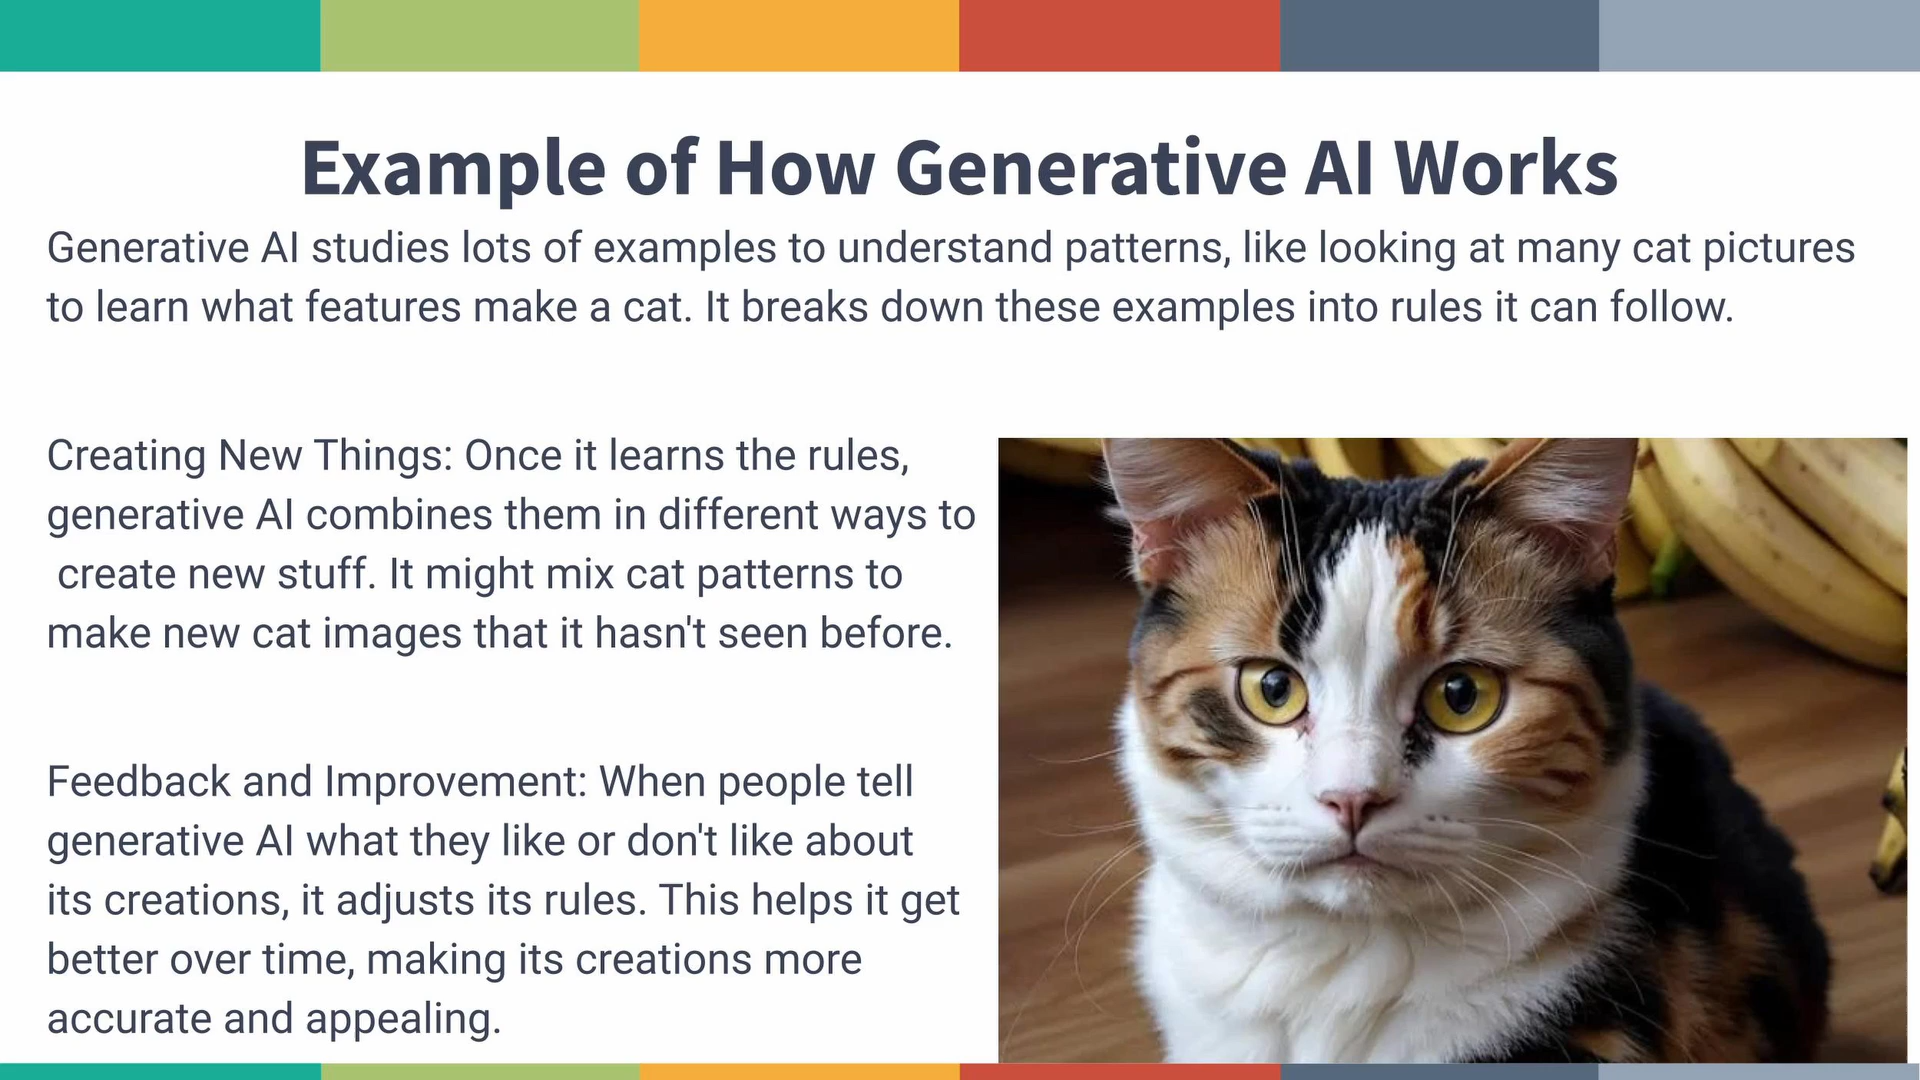 Example of How Generative AI Works
Generative AI studies lots of examples to understand patterns, like looking at many cat pictures
to learn what features make a cat. It breaks down these examples into rules it can follow.
Creating New Things: Once it learns the rules,
generative AI combines them in different ways to
create new stuff. It might mix cat patterns to
make new cat images that it hasn't seen before.
Feedback and Improvement: When people tell
generative AI what they like or don't like about
its creations, it adjusts its rules. This helps it get
better over time, making its creations more
accurate and appealing.